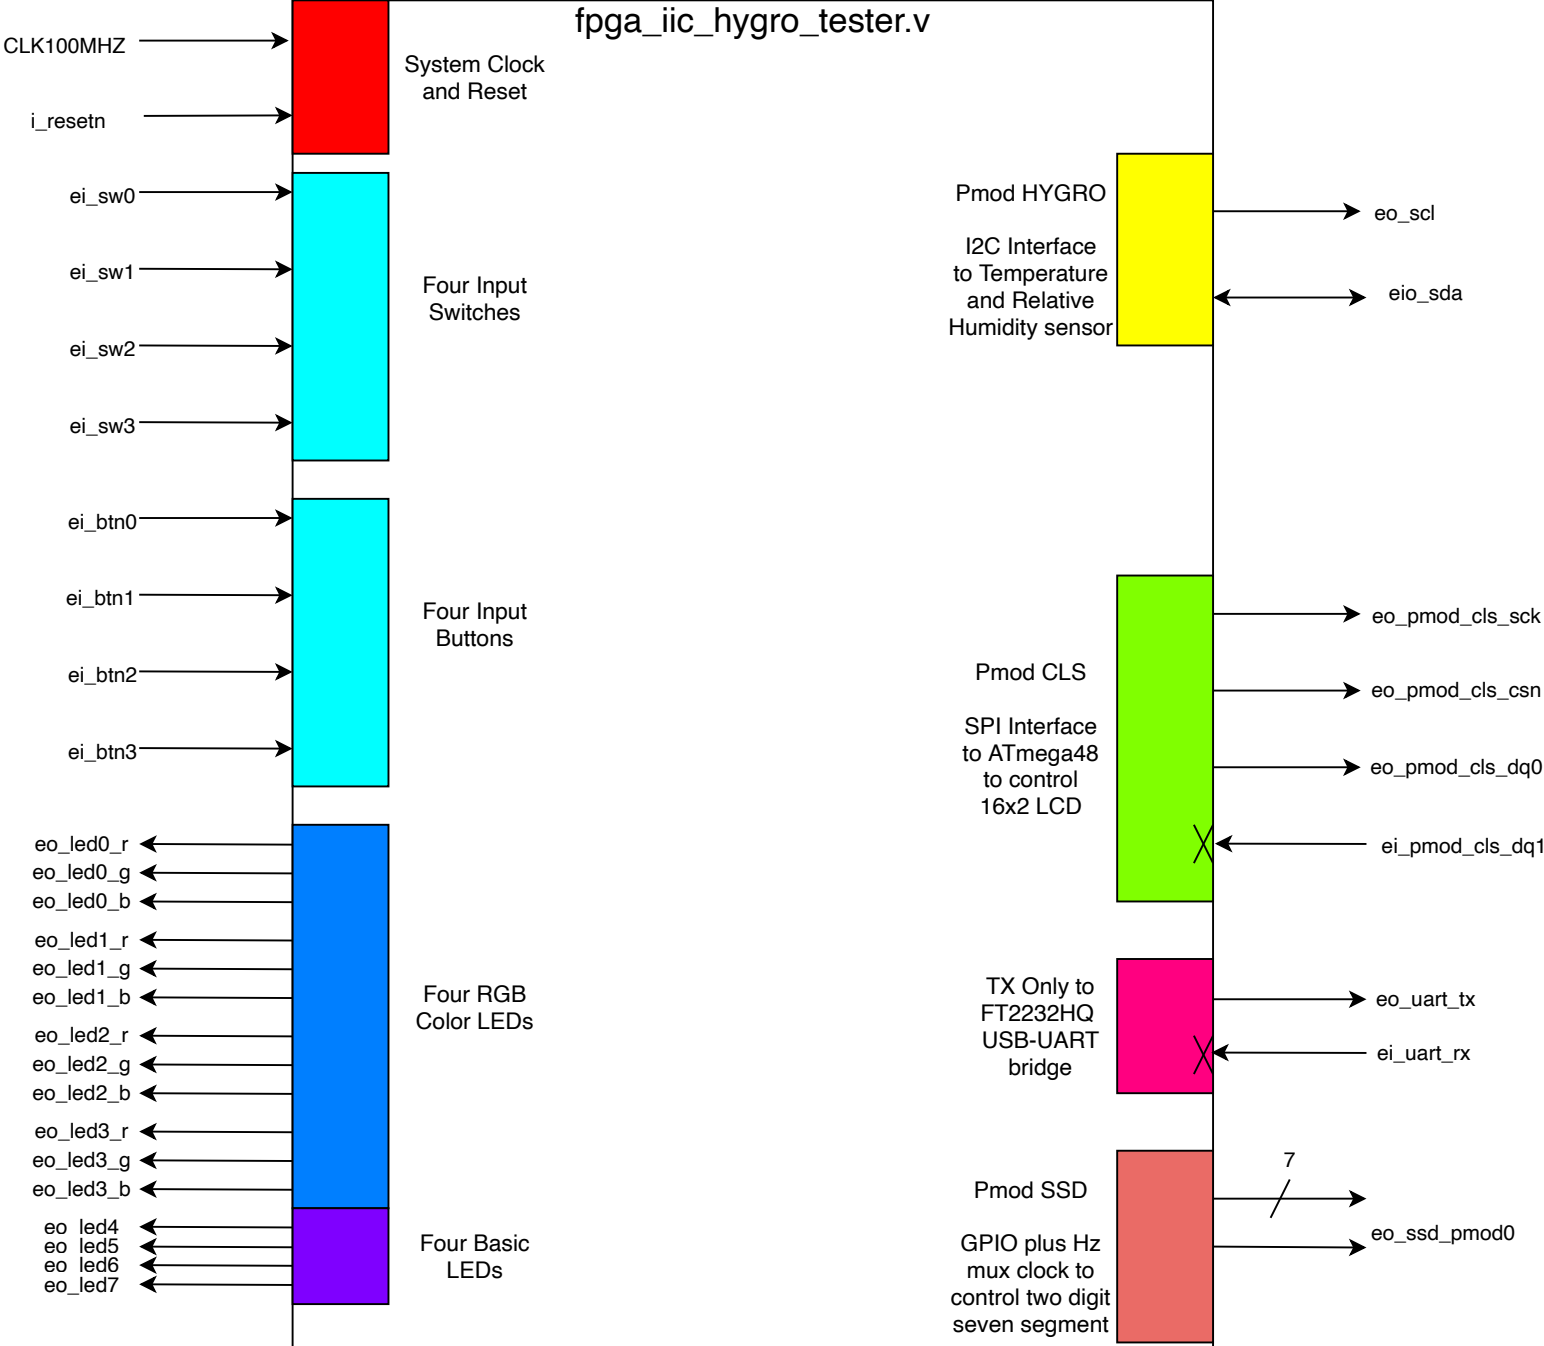 fpga_iic_hygro_tester.v
CLK100MHZ
i_resetn
System Clock
and Reset
ei_sw0
ei_sw1
ei_sw2
ei_sw3
Four Input
Switches
ei_btn0
ei_btn1
ei_btn2
ei_btn3
Four Input
Buttons
eo_led0_r
eo_led0_g
eo_led0_b
eo_led1_r
eo_led1_g
eo_led1_b
eo_led2_r
eo_led2_g
eo_led2_b
eo_led3_r
eo_led3_g
eo_led3_b
Four RGB
Color LEDs
eo_led4
eo_led5
eo_led6
eo_led7
Four Basic
LEDs
Pmod HYGRO
I2C Interface
to Temperature
and Relative
Humidity sensor
eo_scl
eio_sda
Pmod CLS
SPI Interface
to ATmega48
to control
16x2 LCD
eo_pmod_cls_sck
eo_pmod_cls_csn
eo_pmod_cls_dq0
ei_pmod_cls_dq1
TX Only to
FT2232HQ
USB-UART
bridge
eo_uart_tx
ei_uart_rx
Pmod SSD
GPIO plus Hz
mux clock to
control two digit
seven segment
7
eo_ssd_pmod0